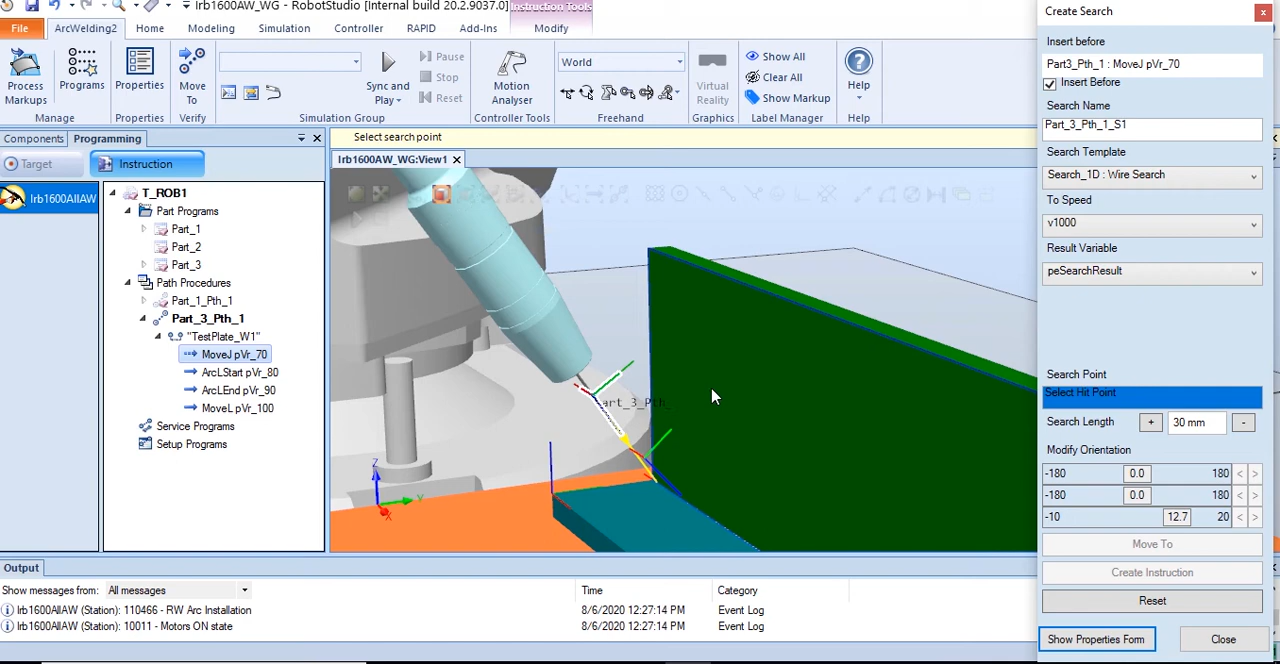 Irb1600AW_WG - RobotStudio [Internal build 20.2.9037.0]
Instruction Tools
File
ArcWelding2
Home
Modeling
Simulation
Controller
RAPID
Add-Ins
Modify
Process Markups
Programs
Properties
Move To
Sync and Play
Pause
Stop
Reset
Motion Analyser
World
Virtual Reality
Show All
Clear All
Show Markup
Help
Manage
Properties
Verify
Simulation Group
Controller Tools
Freehand
Graphics
Label Manager
Help
Components
Programming
Select search point
Target
Instruction
Irb1600AW_WG:View1
Irb1600AIIAW
T_ROB1
Part Programs
Part_1
Part_2
Part_3
Path Procedures
Part_1_Pth_1
Part_3_Pth_1
"TestPlate_W1"
MoveJ pVr_70
ArcLStart pVr_80
ArcLEnd pVr_90
MoveL pVr_100
Service Programs
Setup Programs
Z
Y
X
Output
Show messages from: All messages
Time
Category
Irb1600AIIAW (Station): 110466 - RW Arc Installation
8/6/2020 12:27:14 PM
Event Log
Irb1600AIIAW (Station): 10011 - Motors ON state
8/6/2020 12:27:14 PM
Event Log
Create Search
Insert before
Part3_Pth_1 : MoveJ pVr_70
Insert Before
Search Name
Part_3_Pth_1_S1
Search Template
Search_1D : Wire Search
To Speed
v1000
Result Variable
peSearchResult
Search Point
Select Hit Point
Search Length + 30 mm -
Modify Orientation
-180 0.0 180 < >
-180 0.0 180 < >
-10 12.7 20 < >
Move To
Create Instruction
Reset
Show Properties Form
Close